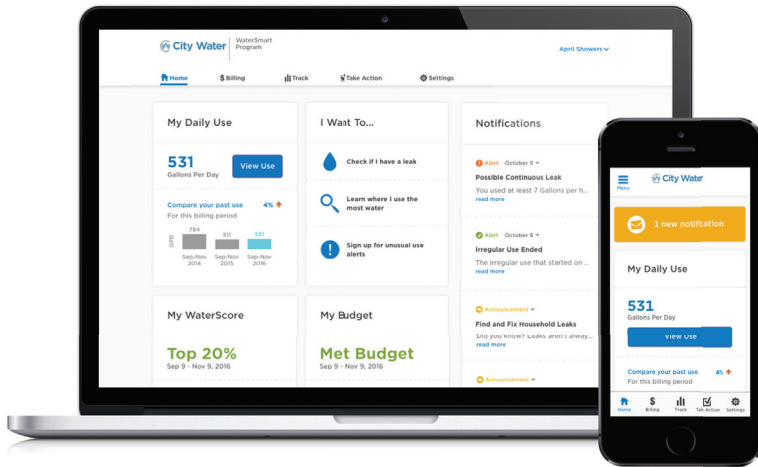 City Water
WaterSmart
Program
April Showers
Home
$ Billing
Track
Take Action
Settings
My Daily Use
531
Gallons Per Day
View Use
Compare your past use 4%
For this billing period
GPD
784
511
531
Sep-Nov
2014
Sep-Nov
2015
Sep-Nov
2016
I Want To...
Check if I have a leak
Learn where I use the
most water
Sign up for unusual use
alerts
Notifications
Alert · October 8
Possible Continuous Leak
You used at least 7 Gallons per h...
read more
Alert · October 8
Irregular Use Ended
The irregular use that started on ...
read more
Announcement
Find and Fix Household Leaks
Did you know? Leaks aren't alway...
read more
Announcement
My WaterScore
Top 20%
Sep 9 - Nov 9, 2016
My Budget
Met Budget
Sep 9 - Nov 9, 2016
Menu
City Water
1 new notification
My Daily Use
531
Gallons Per Day
View Use
Compare your past use 4%
For this billing period
Home
$ Billing
Track
Tak Action
Settings